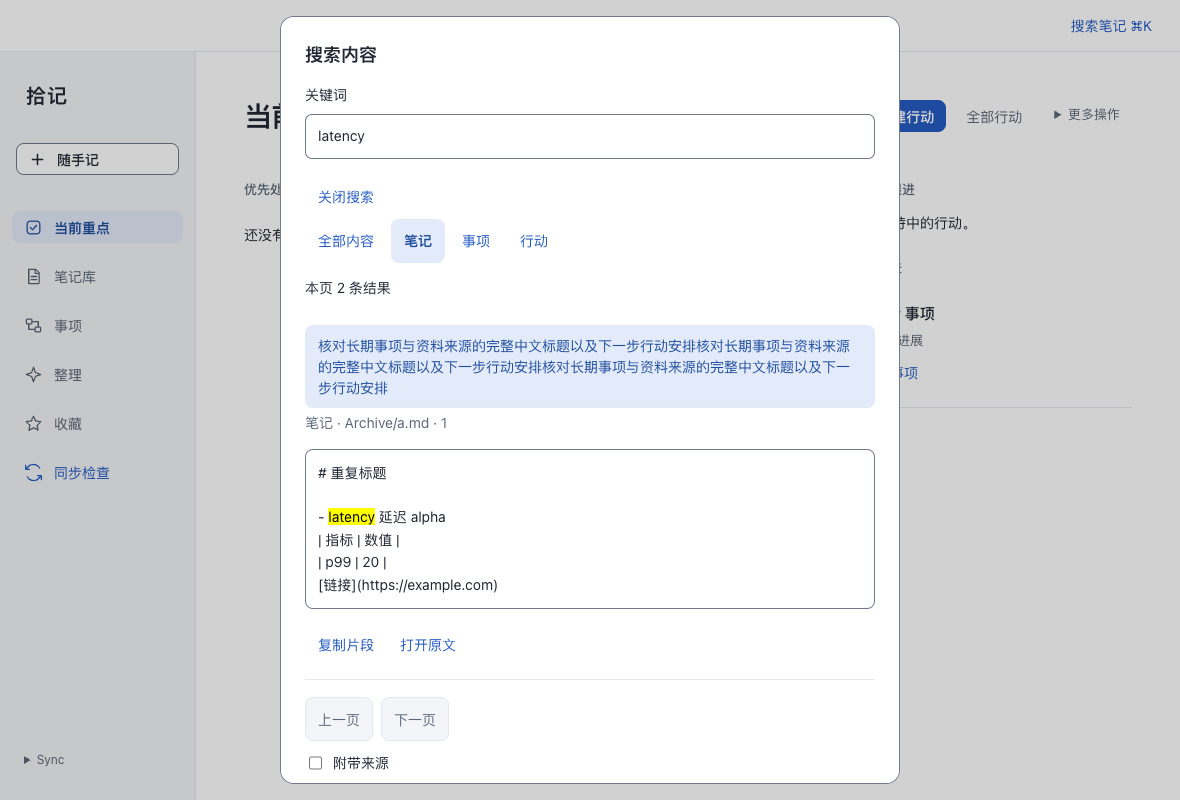 搜索笔记 ⌘K
拾记
随手记
当前重点
笔记库
事项
整理
收藏
同步检查
Sync
当
优先处
还没有
搜索内容
关键词
latency
关闭搜索
全部内容 笔记 事项 行动
本页 2 条结果
核对长期事项与资料来源的完整中文标题以及下一步行动安排核对长期事项与资料来源
的完整中文标题以及下一步行动安排核对长期事项与资料来源的完整中文标题以及下一
步行动安排
笔记 · Archive/a.md · 1
# 重复标题
- latency 延迟 alpha
| 指标 | 数值 |
| p99 | 20 |
[链接](https://example.com)
复制片段 打开原文
上一页 下一页
附带来源
行动 全部行动 更多操作
进
中的行动。
事项
进展
项